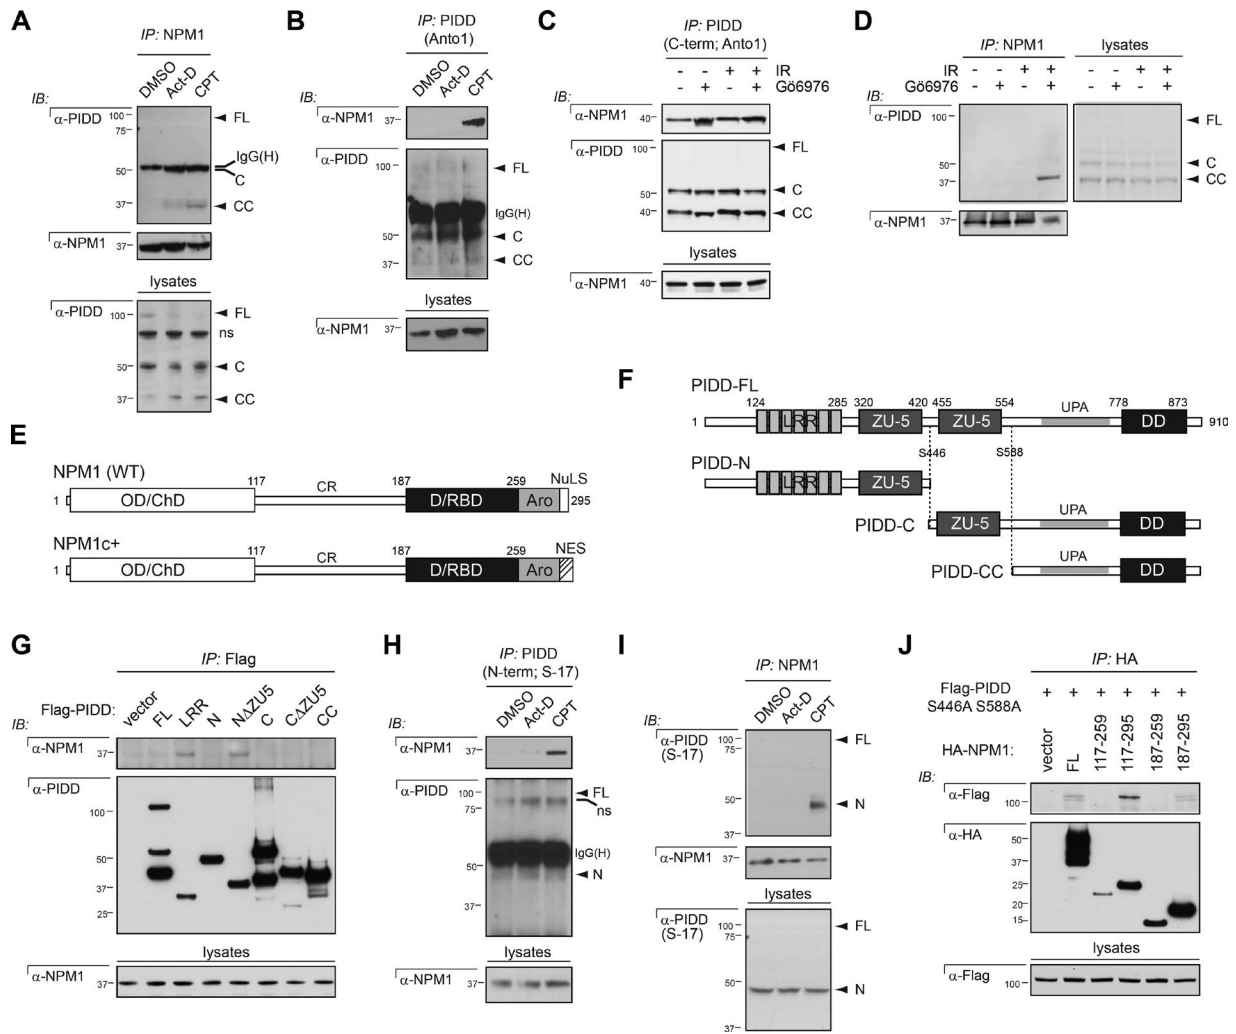 A
IP: NPM1
DMSO
Act-D
CPT
IB:
α-PIDD
100
75
50
37
FL
IgG(H)
C
CC
α-NPM1
37
lysates
α-PIDD
100
50
37
FL
ns
C
CC
B
IP: PIDD
(Anto1)
DMSO
Act-D
CPT
IB:
α-NPM1
37
α-PIDD
100
50
37
FL
IgG(H)
C
CC
lysates
α-NPM1
37
C
IP: PIDD
(C-term; Anto1)
- - + + IR
- + - + Gö6976
IB:
α-NPM1
40
α-PIDD
100
50
40
FL
C
CC
lysates
α-NPM1
40
D
IP: NPM1
lysates
IR - - + + - - + +
Gö6976 - + - + - + - +
IB:
α-PIDD
100
50
37
FL
C
CC
α-NPM1
37
E
NPM1 (WT)
117
CR
187
259
NuLS
1
OD/ChD
D/RBD
Aro
295
NPM1c+
117
CR
187
259
NES
1
OD/ChD
D/RBD
Aro
F
PIDD-FL
124
285
320
420
455
554
UPA
778
873
1
LRR
ZU-5
ZU-5
DD
910
S446
S588
PIDD-N
LRR
ZU-5
PIDD-C
ZU-5
UPA
DD
PIDD-CC
UPA
DD
G
IP: Flag
Flag-PIDD:
vector
FL
LRR
N
NΔZU5
C
CΔZU5
CC
IB:
α-NPM1
37
α-PIDD
100
50
37
25
lysates
α-NPM1
37
H
IP: PIDD
(N-term; S-17)
DMSO
Act-D
CPT
IB:
α-NPM1
37
α-PIDD
100
75
50
37
FL
ns
IgG(H)
N
lysates
α-NPM1
37
I
IP: NPM1
DMSO
Act-D
CPT
IB:
α-PIDD
(S-17)
100
75
50
37
FL
N
α-NPM1
37
lysates
α-PIDD
(S-17)
100
75
50
37
FL
N
J
IP: HA
Flag-PIDD
S446A S588A
+ + + + + +
HA-NPM1:
vector
FL
117-259
117-295
187-259
187-295
IB:
α-Flag
100
α-HA
50
37
25
20
15
lysates
α-Flag
100